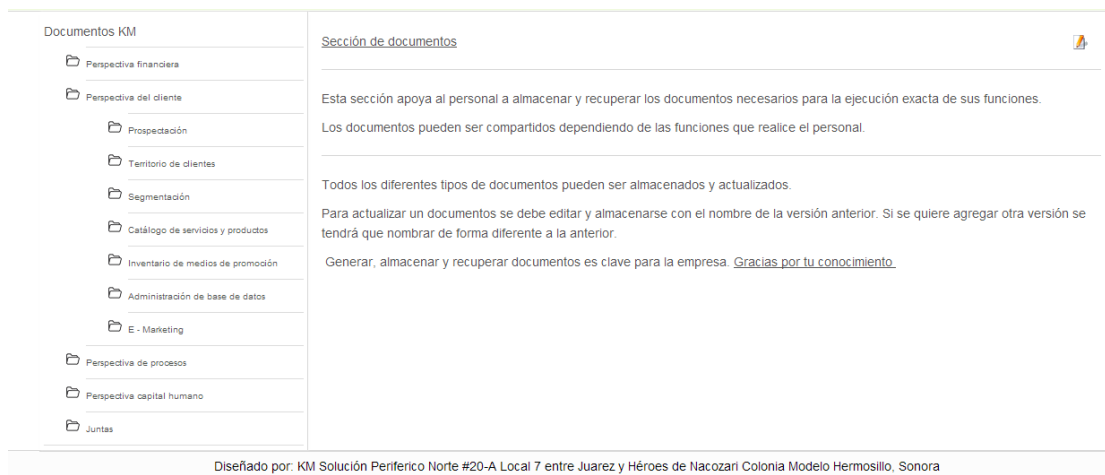 Documentos KM
Perspectiva financiera
Perspectiva del cliente
Prospectación
Territorio de clientes
Segmentación
Catálogo de servicios y productos
Inventario de medios de promoción
Administración de base de datos
E - Marketing
Perspectiva de procesos
Perspectiva capital humano
Juntas
Sección de documentos
Esta sección apoya al personal a almacenar y recuperar los documentos necesarios para la ejecución exacta de sus funciones.
Los documentos pueden ser compartidos dependiendo de las funciones que realice el personal.
Todos los diferentes tipos de documentos pueden ser almacenados y actualizados.
Para actualizar un documentos se debe editar y almacenarse con el nombre de la versión anterior. Si se quiere agregar otra versión se
tendrá que nombrar de forma diferente a la anterior.
Generar, almacenar y recuperar documentos es clave para la empresa. Gracias por tu conocimiento
Diseñado por: KM Solución Periferico Norte #20-A Local 7 entre Juarez y Héroes de Nacozari Colonia Modelo Hermosillo, Sonora